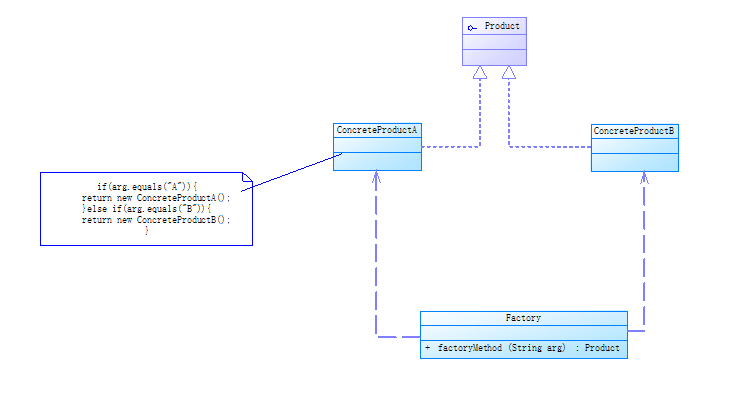 Product
ConcreteProductA
ConcreteProductB
if(arg.equals("A")){
return new ConcreteProductA();
}else if(arg.equals("B")){
return new ConcreteProductB();
}
Factory
+ factoryMethod (String arg) : Product